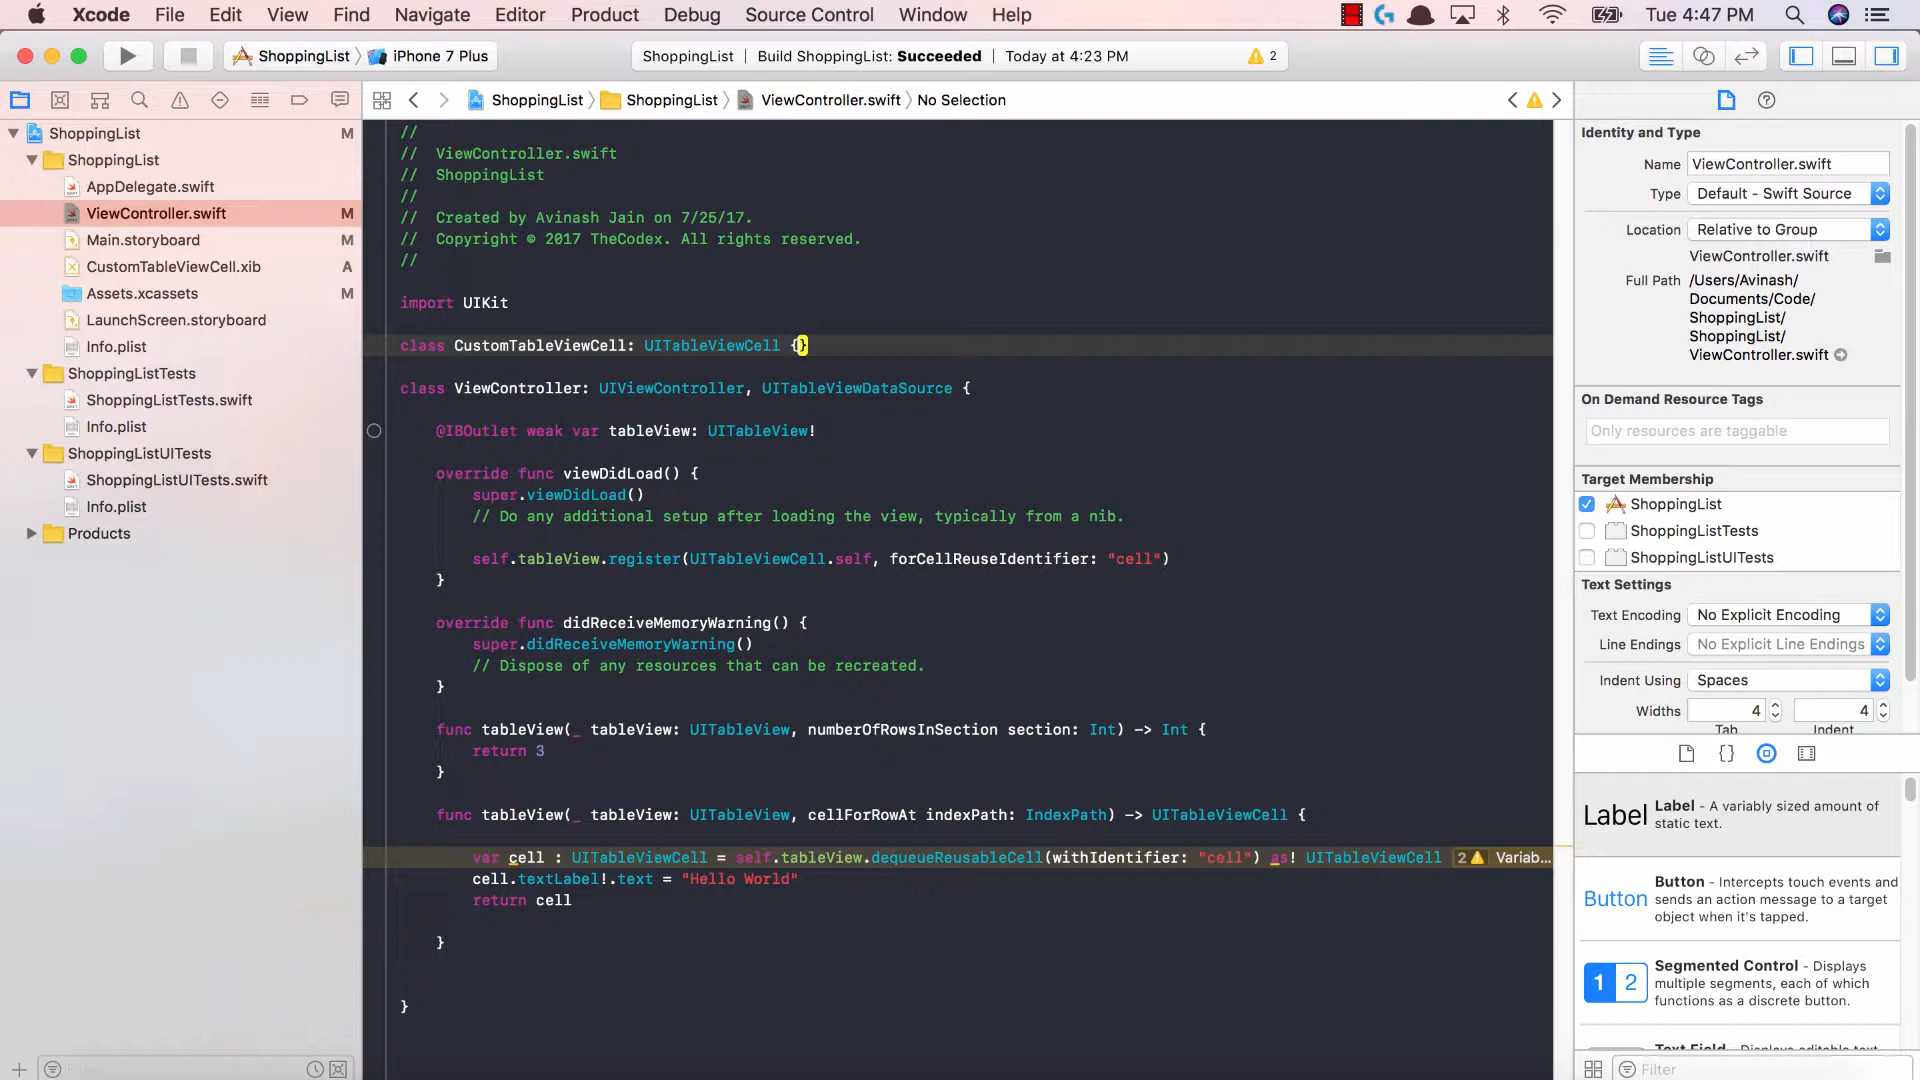 Xcode File Edit View Find Navigate Editor Product Debug Source Control Window Help Tue 4:47 PM
ShoppingList iPhone 7 Plus ShoppingList | Build ShoppingList: Succeeded | Today at 4:23 PM 2
ShoppingList ShoppingList ViewController.swift No Selection
ShoppingList M
ShoppingList
AppDelegate.swift
ViewController.swift M
Main.storyboard M
CustomTableViewCell.xib A
Assets.xcassets M
LaunchScreen.storyboard
Info.plist
ShoppingListTests
ShoppingListTests.swift
Info.plist
ShoppingListUITests
ShoppingListUITests.swift
Info.plist
Products
//
// ViewController.swift
// ShoppingList
//
// Created by Avinash Jain on 7/25/17.
// Copyright © 2017 TheCodex. All rights reserved.
//
import UIKit
class CustomTableViewCell: UITableViewCell {}
class ViewController: UIViewController, UITableViewDataSource {
@IBOutlet weak var tableView: UITableView!
override func viewDidLoad() {
super.viewDidLoad()
// Do any additional setup after loading the view, typically from a nib.
self.tableView.register(UITableViewCell.self, forCellReuseIdentifier: "cell")
}
override func didReceiveMemoryWarning() {
super.didReceiveMemoryWarning()
// Dispose of any resources that can be recreated.
}
func tableView(_ tableView: UITableView, numberOfRowsInSection section: Int) -> Int {
return 3
}
func tableView(_ tableView: UITableView, cellForRowAt indexPath: IndexPath) -> UITableViewCell {
var cell : UITableViewCell = self.tableView.dequeueReusableCell(withIdentifier: "cell") as! UITableViewCell 2 Variab...
cell.textLabel!.text = "Hello World"
return cell
}
}
Identity and Type
Name ViewController.swift
Type Default - Swift Source
Location Relative to Group
ViewController.swift
Full Path /Users/Avinash/
Documents/Code/
ShoppingList/
ShoppingList/
ViewController.swift
On Demand Resource Tags
Only resources are taggable
Target Membership
ShoppingList
ShoppingListTests
ShoppingListUITests
Text Settings
Text Encoding No Explicit Encoding
Line Endings No Explicit Line Endings
Indent Using Spaces
Widths 4 4
Tab Indent
{}
Label Label - A variably sized amount of
static text.
Button Button - Intercepts touch events and
sends an action message to a target
object when it's tapped.
1 2 Segmented Control - Displays
multiple segments, each of which
functions as a discrete button.
Text Field - Displays editable text
Filter